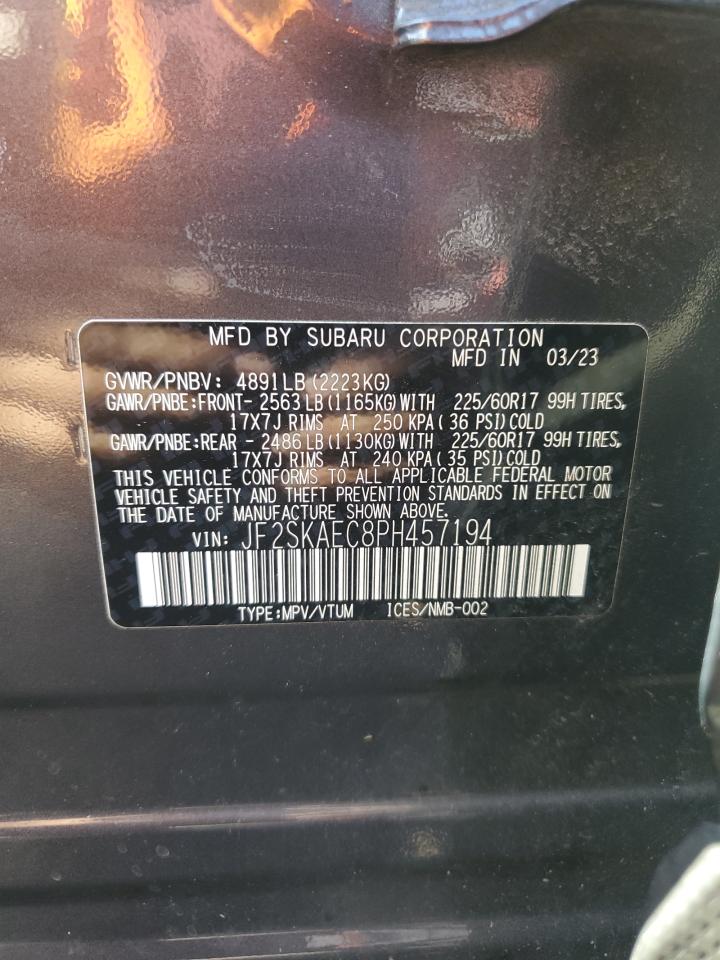 MFD BY SUBARU CORPORATION
MFD IN 03/23
GVWR/PNBV: 4891LB(2223KG)
GAWR/PNBE:FRONT- 2563LB(1165KG)WITH 225/60R17 99H TIRES,
17X7J RIMS AT 250 KPA(36 PSI)COLD
GAWR/PNBE:REAR - 2486LB(1130KG)WITH 225/60R17 99H TIRES,
17X7J RIMS AT 240 KPA(35 PSI)COLD
THIS VEHICLE CONFORMS TO ALL APPLICABLE FEDERAL MOTOR
VEHICLE SAFETY AND THEFT PREVENTION STANDARDS IN EFFECT ON
THE DATE OF MANUFACTURE SHOWN ABOVE.
VIN: JF2SKAEC8PH457194
TYPE:MPV/VTUM ICES/NMB-002